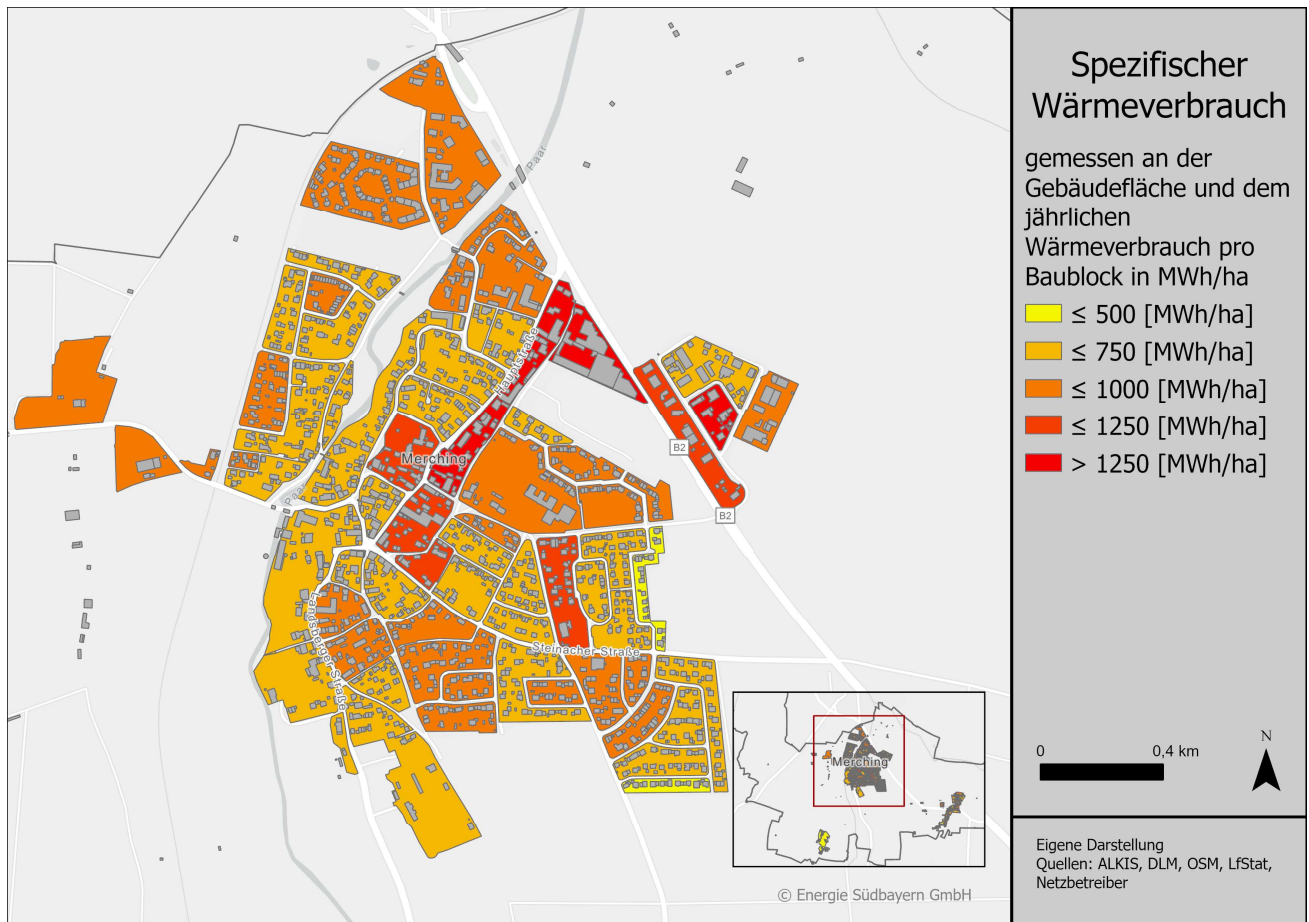 Spezifischer
Wärmeverbrauch
gemessen an der
Gebäudefläche und dem
jährlichen
Wärmeverbrauch pro
Baublock in MWh/ha
≤ 500 [MWh/ha]
≤ 750 [MWh/ha]
≤ 1000 [MWh/ha]
≤ 1250 [MWh/ha]
> 1250 [MWh/ha]
0 0,4 km
N
Eigene Darstellung
Quellen: ALKIS, DLM, OSM, LfStat,
Netzbetreiber
Paar
Hauptstraße
Merching
B2
Paar
B2
Landsberger Straße
Steinacher Straße
Merching
© Energie Südbayern GmbH